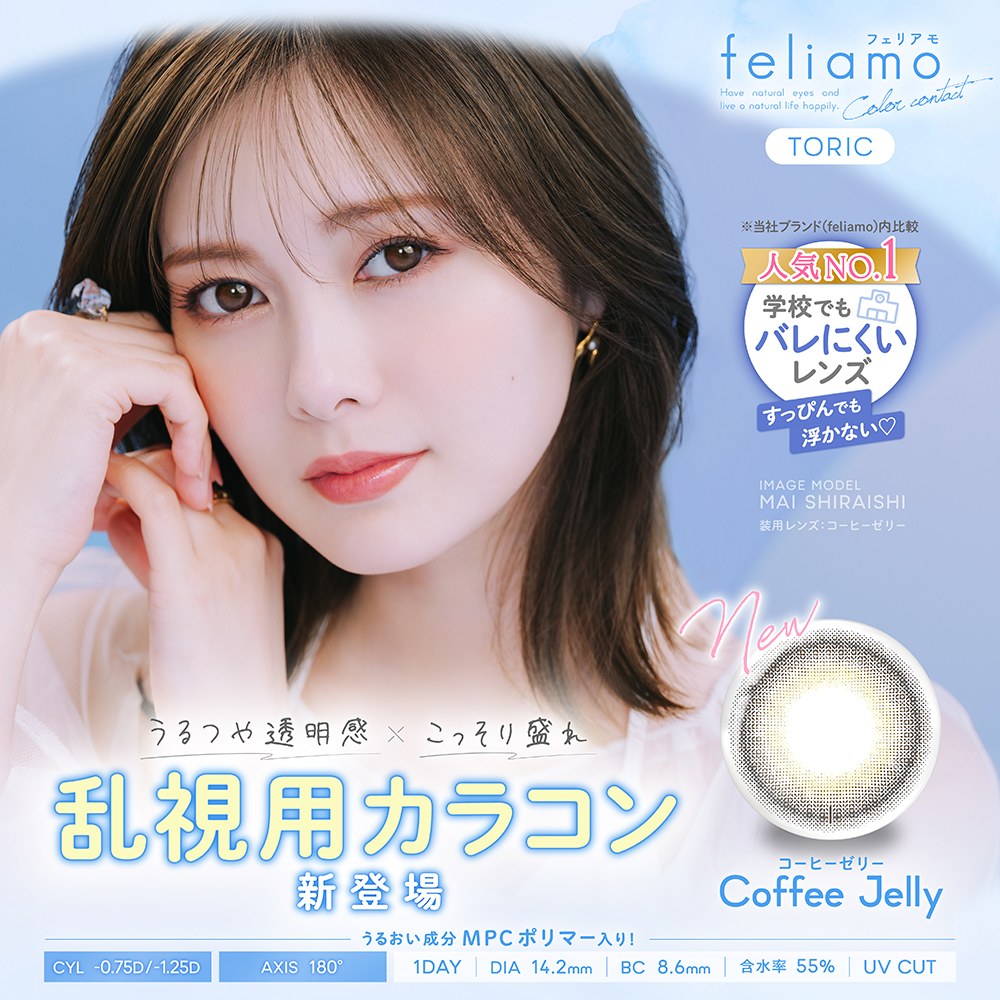 フェリアモ
feliamo
Have natural eyes and
live a natural life happily.
Color contact
TORIC
※当社ブランド(feliamo)内比較
人気NO.1
学校でも
バレにくい
レンズ
すっぴんでも
浮かない♡
IMAGE MODEL
MAI SHIRAISHI
装用レンズ:コーヒーゼリー
New
うるつや透明感×こっそり盛れ
乱視用カラコン
新登場
コーヒーゼリー
Coffee Jelly
うるおい成分 MPCポリマー入り!
CYL -0.75D/-1.25D AXIS 180° 1DAY DIA 14.2mm BC 8.6mm 含水率 55% UV CUT